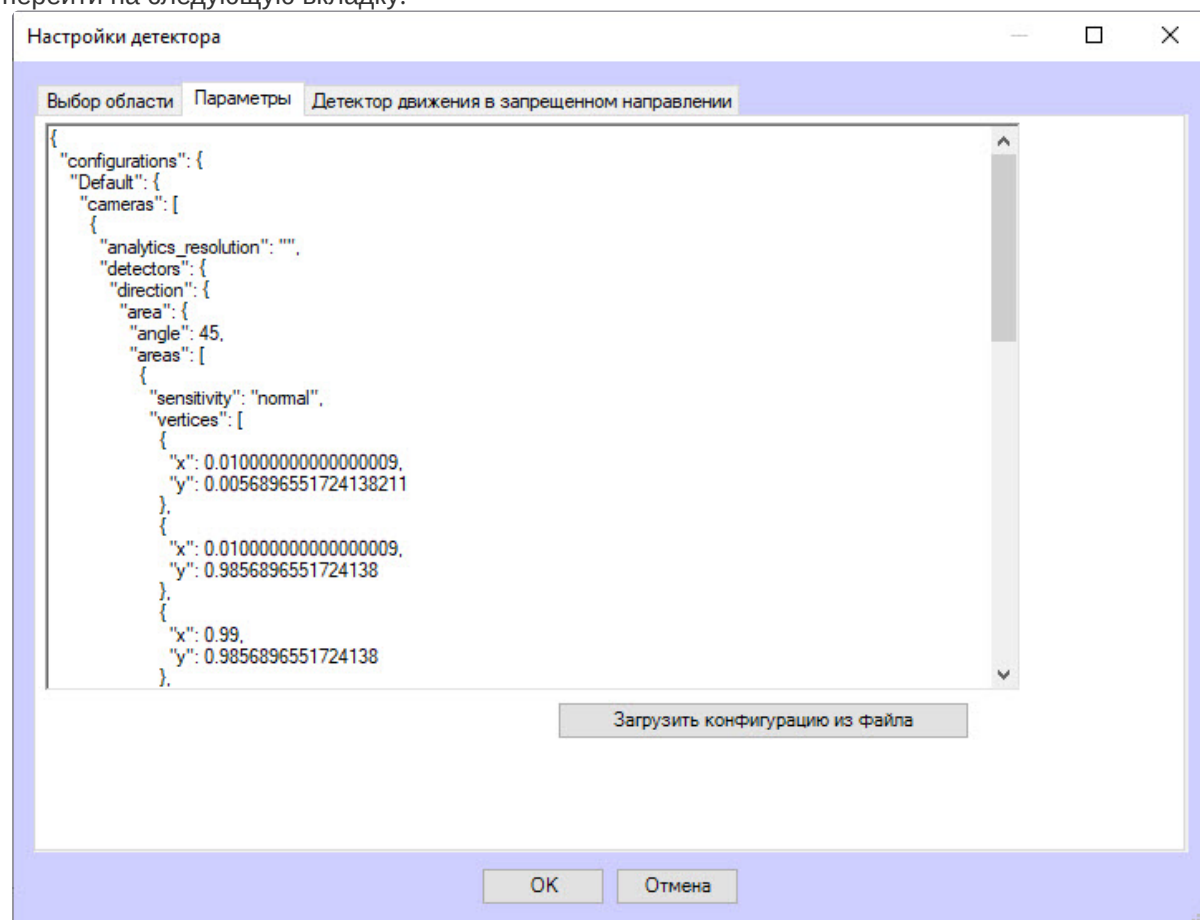 перейти на следующую вкладку.
Настройки детектора
Выбор области Параметры Детектор движения в запрещенном направлении
{
"configurations": {
"Default": {
"cameras": [
{
"analytics_resolution": "",
"detectors": {
"direction": {
"area": {
"angle": 45,
"areas": [
{
"sensitivity": "normal",
"vertices": [
{
"x": 0.010000000000000009,
"y": 0.0056896551724138211
},
{
"x": 0.010000000000000009,
"y": 0.9856896551724138
},
{
"x": 0.99,
"y": 0.9856896551724138
},
Загрузить конфигурацию из файла
OK Отмена